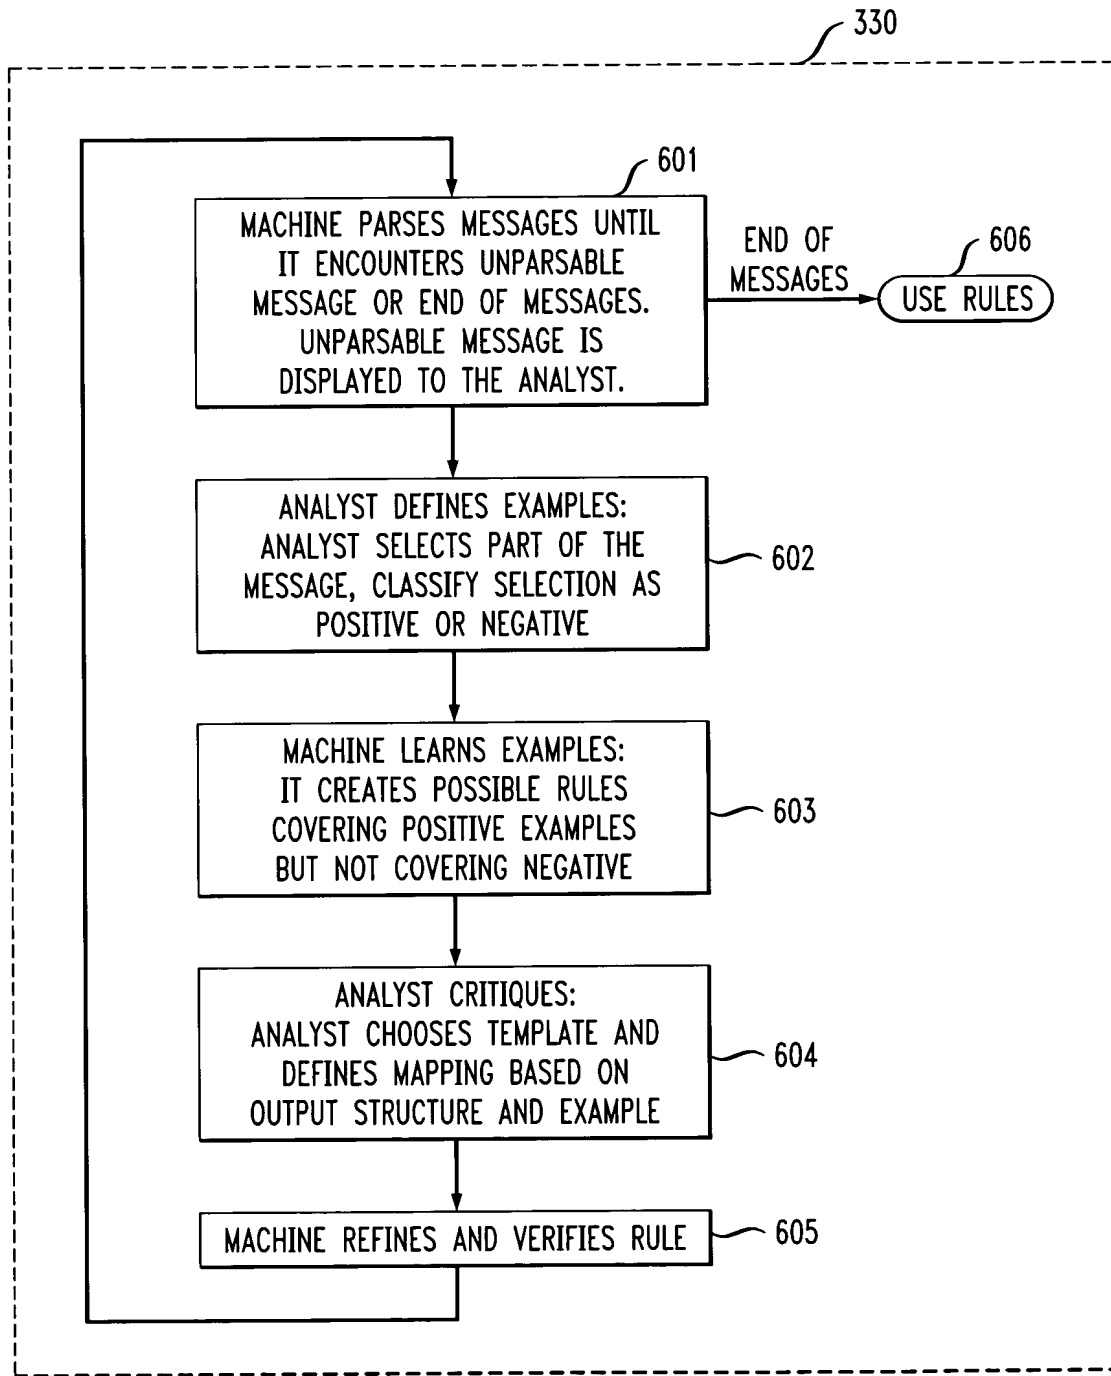 330
601
MACHINE PARSES MESSAGES UNTIL
IT ENCOUNTERS UNPARSABLE
MESSAGE OR END OF MESSAGES.
UNPARSABLE MESSAGE IS
DISPLAYED TO THE ANALYST.
END OF
MESSAGES
606
USE RULES
ANALYST DEFINES EXAMPLES:
ANALYST SELECTS PART OF THE
MESSAGE, CLASSIFY SELECTION AS
POSITIVE OR NEGATIVE
602
MACHINE LEARNS EXAMPLES:
IT CREATES POSSIBLE RULES
COVERING POSITIVE EXAMPLES
BUT NOT COVERING NEGATIVE
603
ANALYST CRITIQUES:
ANALYST CHOOSES TEMPLATE AND
DEFINES MAPPING BASED ON
OUTPUT STRUCTURE AND EXAMPLE
604
MACHINE REFINES AND VERIFIES RULE
605